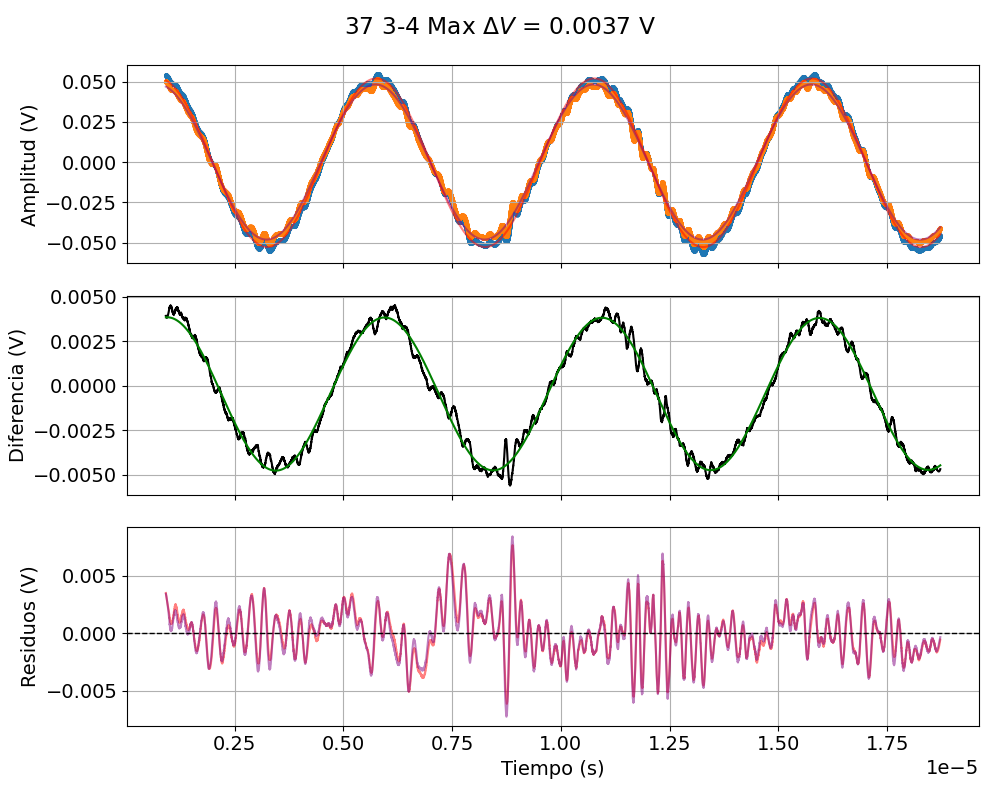 37 3-4 Max ΔV = 0.0037 V
Amplitud (V)
0.050
0.025
0.000
−0.025
−0.050
Diferencia (V)
0.0050
0.0025
0.0000
−0.0025
−0.0050
Residuos (V)
0.005
0.000
−0.005
0.25 0.50 0.75 1.00 1.25 1.50 1.75
1e−5
Tiempo (s)